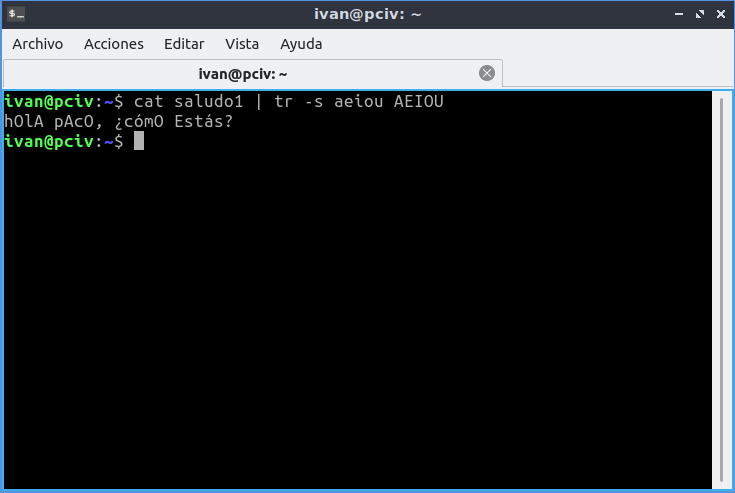 ivan@pciv: ~
Archivo Acciones Editar Vista Ayuda
ivan@pciv: ~
ivan@pciv:~$ cat saludo1 | tr -s aeiou AEIOU
hOlA pAcO, ¿cómO Estás?
ivan@pciv:~$